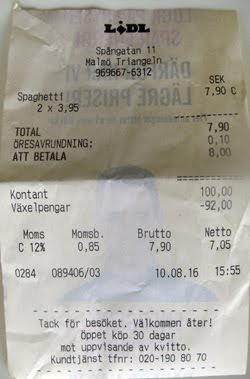 LIDL
Spångatan 11
Malmö Triangeln
969667-6312
SEK
Spaghetti 7,90 C
2 x 3,95
TOTAL 7,90
ÖRESAVRUNDNING: 0,10
ATT BETALA 8,00
Kontant 100,00
Växelpengar -92,00
Moms Momsb. Brutto Netto
C 12% 0,85 7,90 7,05
0284 089406/03 10.08.16 15:55
Tack för besöket. Välkommen åter!
Öppet köp 30 dagar
mot uppvisande av kvitto.
Kundtjänst tfnr: 020-190 80 70